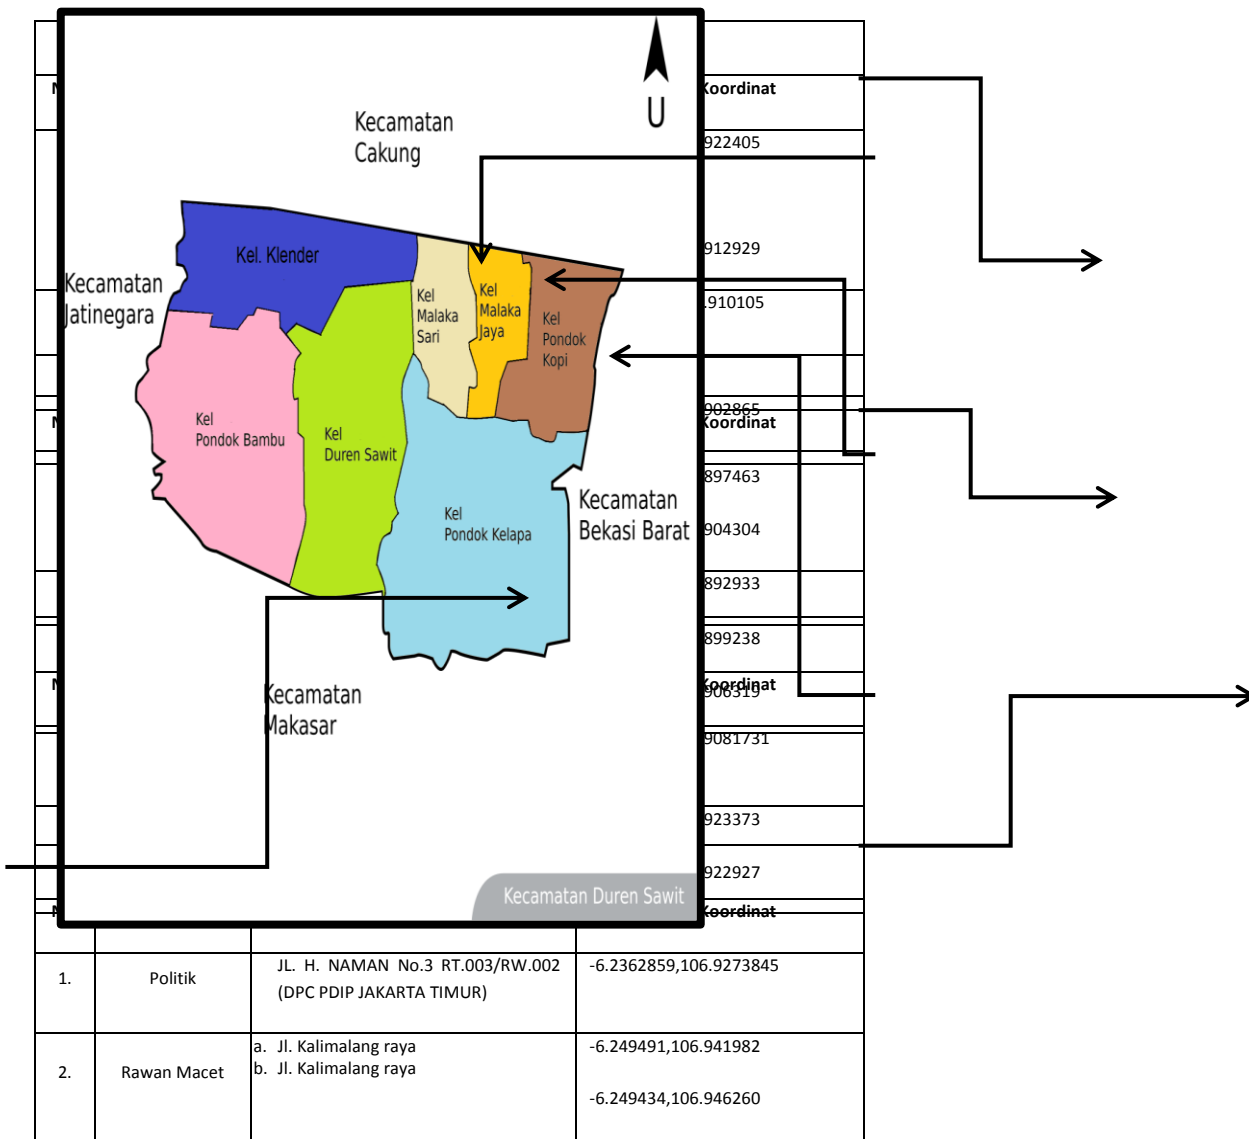 U
Kecamatan
Cakung
Kel. Klender
Kecamatan
Jatinegara
Kel
Malaka
Sari
Kel
Malaka
Jaya
Kel
Pondok
Kopi
Kel
Pondok Bambu
Kel
Duren Sawit
Kel
Pondok Kelapa
Kecamatan
Bekasi Barat
Kecamatan
Makasar
Kecamatan Duren Sawit
Koordinat
922405
912929
.910105
902865
Koordinat
897463
904304
892933
899238
Koordinat
906319
9081731
923373
922927
Koordinat
1. Politik JL. H. NAMAN No.3 RT.003/RW.002 -6.2362859,106.9273845
(DPC PDIP JAKARTA TIMUR)
a. Jl. Kalimalang raya -6.249491,106.941982
2. Rawan Macet b. Jl. Kalimalang raya
-6.249434,106.946260